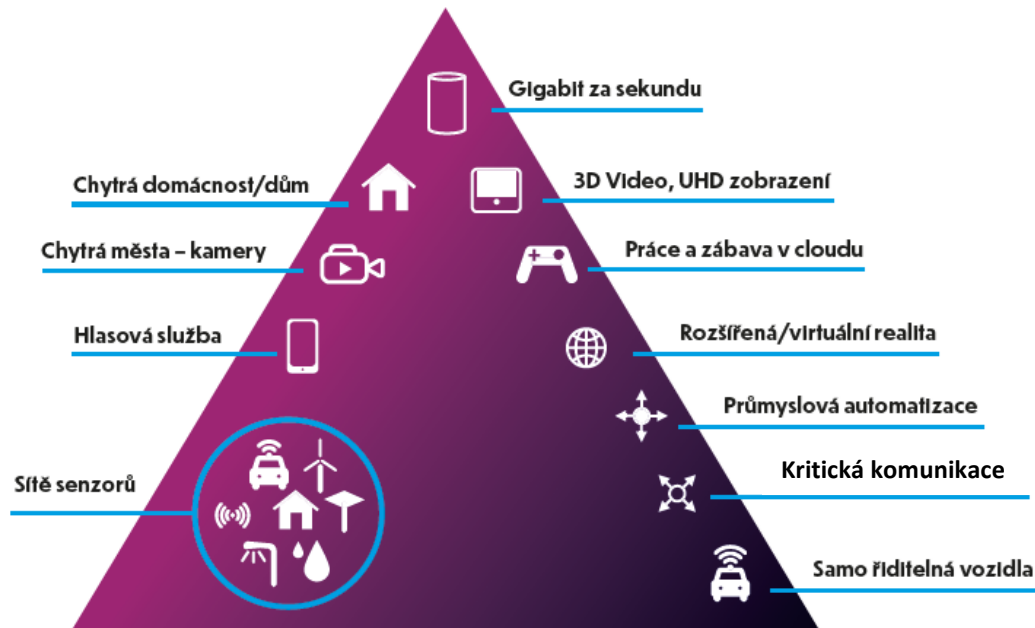 Gigabit za sekundu
Chytrá domácnost/dům
3D Video, UHD zobrazení
Chytrá města – kamery
Práce a zábava v cloudu
Hlasová služba
Rozšířená/virtuální realita
Průmyslová automatizace
Kritická komunikace
Sítě senzorů
Samo řiditelná vozidla